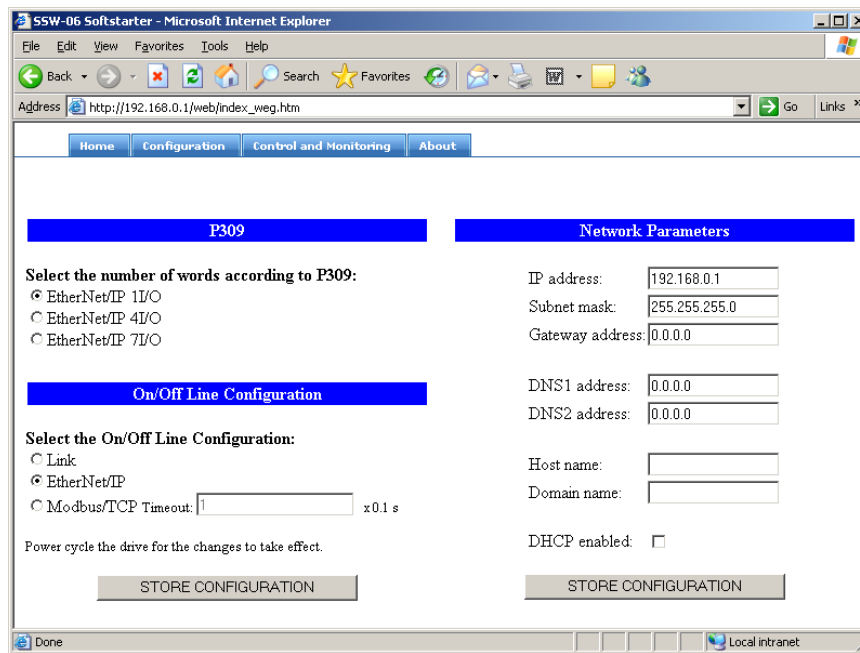 SSW-06 Softstarter - Microsoft Internet Explorer
File Edit View Favorites Tools Help
Back Search Favorites
Address http://192.168.0.1/web/index_weg.htm Go Links »
Home Configuration Control and Monitoring About
P309
Select the number of words according to P309:
EtherNet/IP 1I/O
EtherNet/IP 4I/O
EtherNet/IP 7I/O
On/Off Line Configuration
Select the On/Off Line Configuration:
Link
EtherNet/IP
Modbus/TCP Timeout: 1 x0.1 s
Power cycle the drive for the changes to take effect.
STORE CONFIGURATION
Network Parameters
IP address: 192.168.0.1
Subnet mask: 255.255.255.0
Gateway address: 0.0.0.0
DNS1 address: 0.0.0.0
DNS2 address: 0.0.0.0
Host name:
Domain name:
DHCP enabled:
STORE CONFIGURATION
Done Local intranet